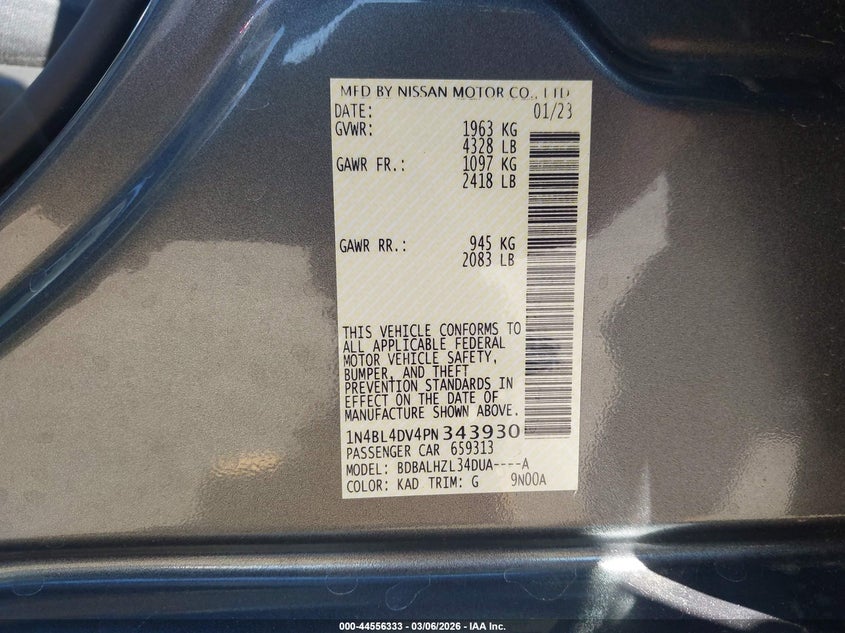 MFD BY NISSAN MOTOR CO., LTD
DATE: 01/23
GVWR: 1963 KG
4328 LB
GAWR FR.: 1097 KG
2418 LB
GAWR RR.: 945 KG
2083 LB
THIS VEHICLE CONFORMS TO
ALL APPLICABLE FEDERAL
MOTOR VEHICLE SAFETY,
BUMPER, AND THEFT
PREVENTION STANDARDS IN
EFFECT ON THE DATE OF
MANUFACTURE SHOWN ABOVE.
1N4BL4DV4PN343930
PASSENGER CAR 659313
MODEL: BDBALHZL34DUA----A
COLOR: KAD TRIM: G 9N00A
000-44556333 - 03/06/2026 - IAA Inc.